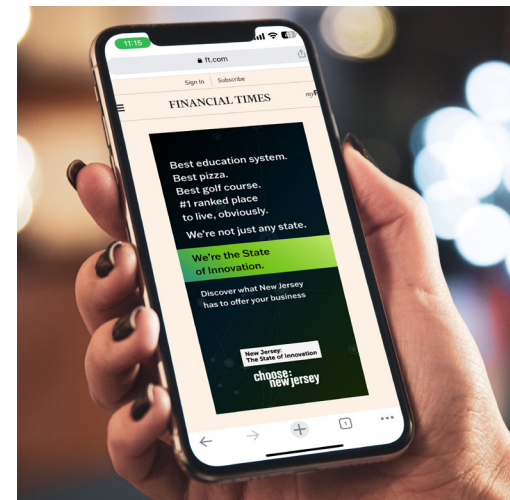 11:15
ft.com
Sign In Subscribe
FINANCIAL TIMES
Best education system.
Best pizza.
Best golf course.
#1 ranked place
to live, obviously.
We're not just any state.
We're the State
of Innovation.
Discover what New Jersey
has to offer your business
New Jersey:
The State of Innovation
choose:
new jersey
1